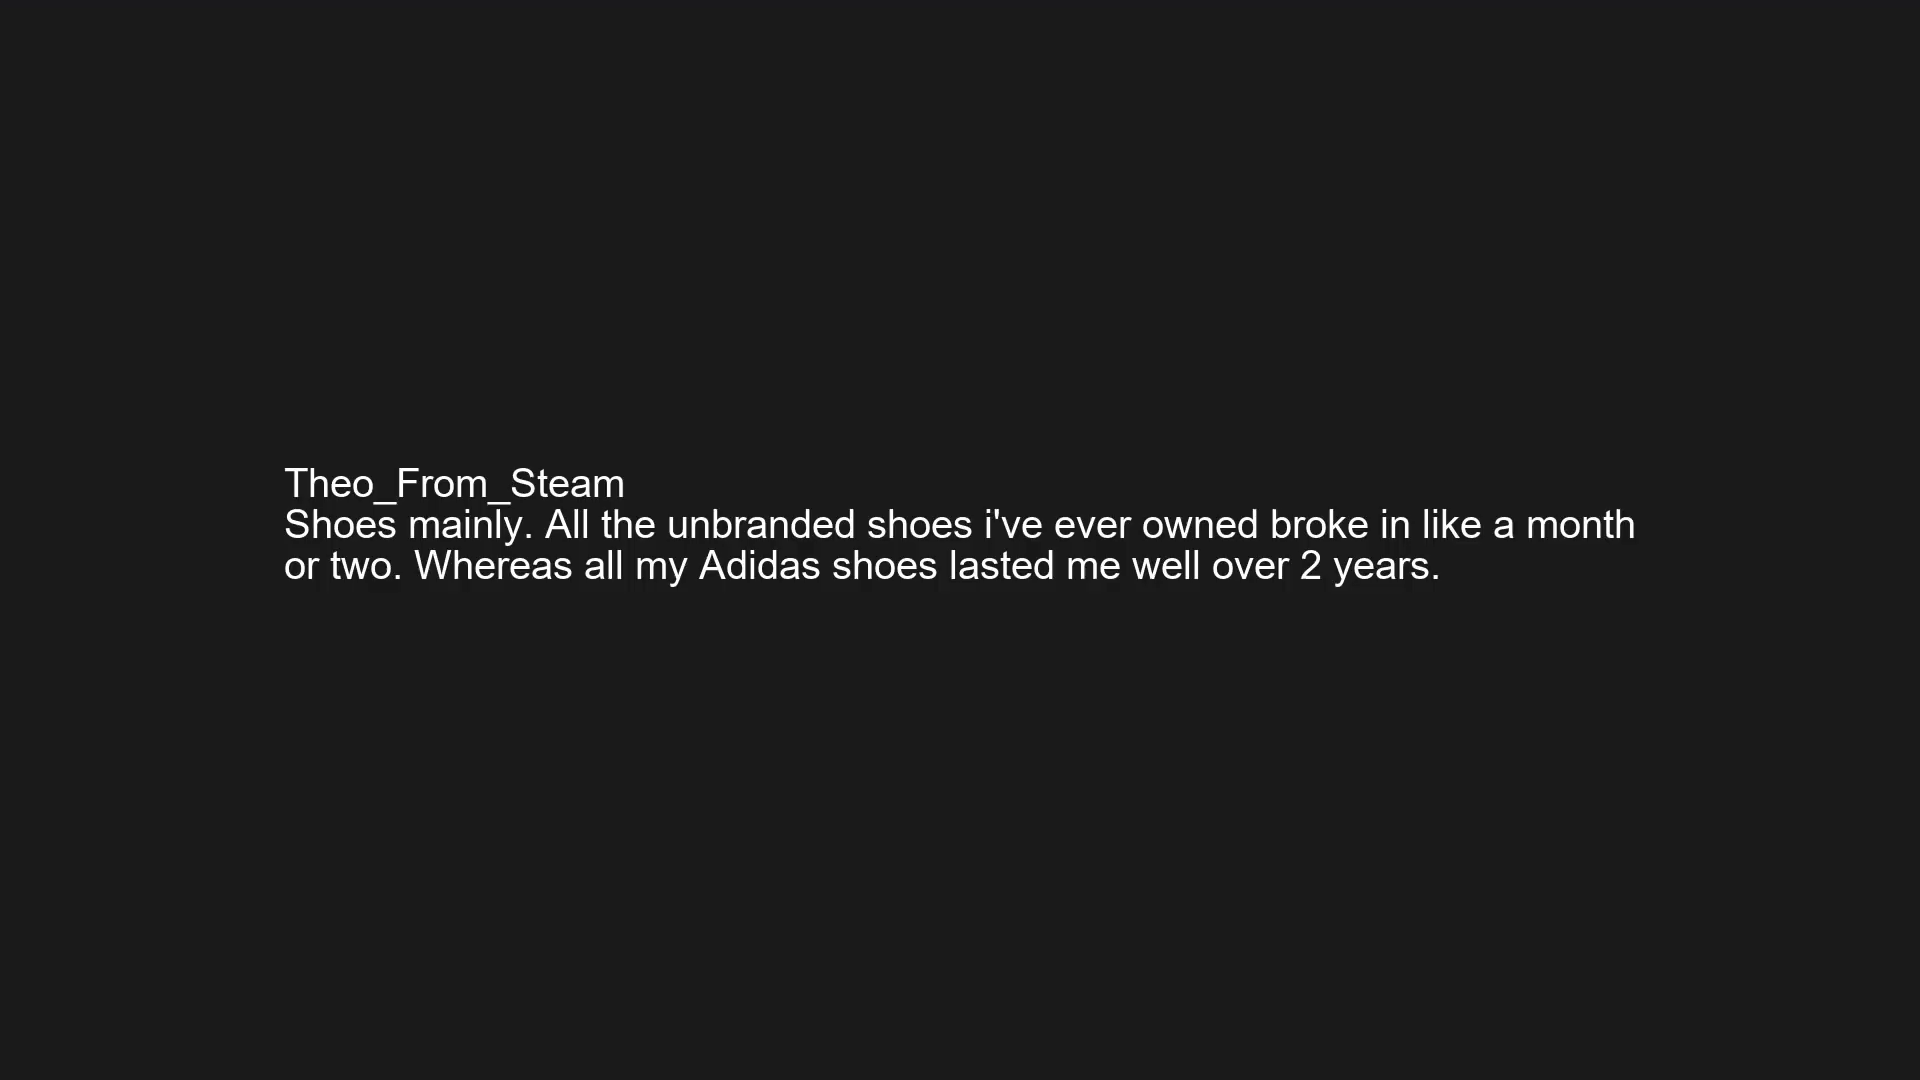 Theo_From_Steam
Shoes mainly. All the unbranded shoes i've ever owned broke in like a month
or two. Whereas all my Adidas shoes lasted me well over 2 years.